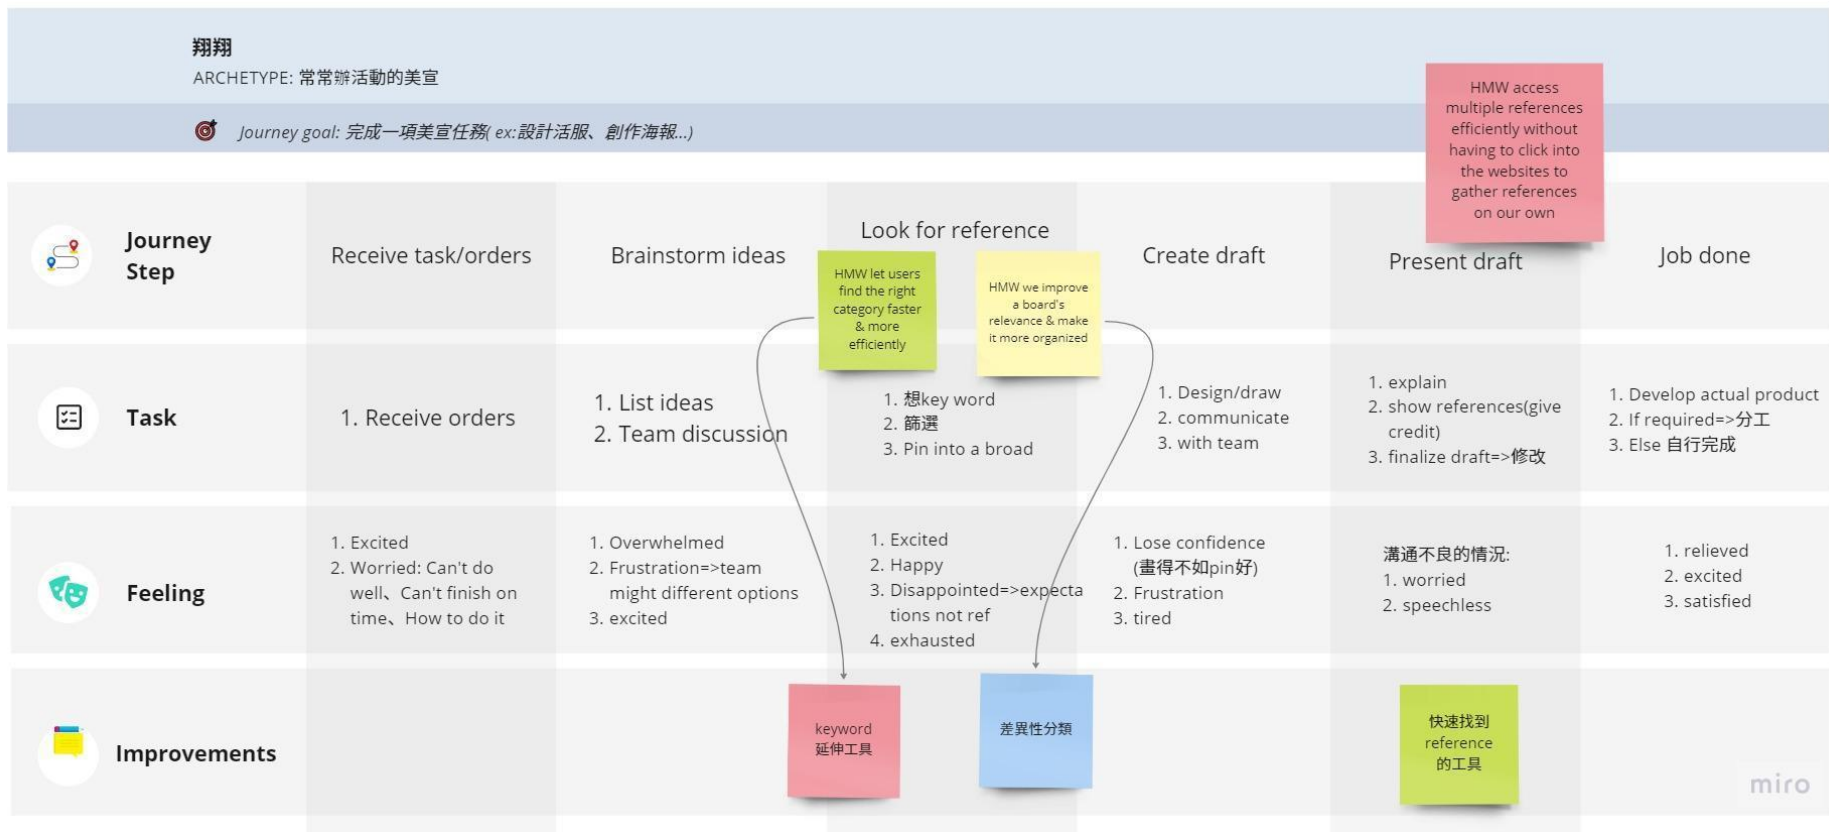 翔翔
ARCHETYPE: 常常辦活動的美宣
Journey goal: 完成一項美宣任務( ex:設計活服、創作海報...)
HMW access
multiple references
efficiently without
having to click into
the websites to
gather references
on our own
Journey
Step
Receive task/orders
Brainstorm ideas
Look for reference
HMW let users
find the right
category faster
& more
efficiently
HMW we improve
a board's
relevance & make
it more organized
Create draft
Present draft
Job done
Task
1. Receive orders
1. List ideas
2. Team discussion
1. 想key word
2. 篩選
3. Pin into a broad
1. Design/draw
2. communicate
3. with team
1. explain
2. show references(give
credit)
3. finalize draft=>修改
1. Develop actual product
2. If required=>分工
3. Else 自行完成
Feeling
1. Excited
2. Worried: Can't do
well、Can't finish on
time、How to do it
1. Overwhelmed
2. Frustration=>team
might different options
3. excited
1. Excited
2. Happy
3. Disappointed=>expecta
tions not ref
4. exhausted
1. Lose confidence
(畫得不如pin好)
2. Frustration
3. tired
溝通不良的情況:
1. worried
2. speechless
1. relieved
2. excited
3. satisfied
Improvements
keyword
延伸工具
差異性分類
快速找到
reference
的工具
miro